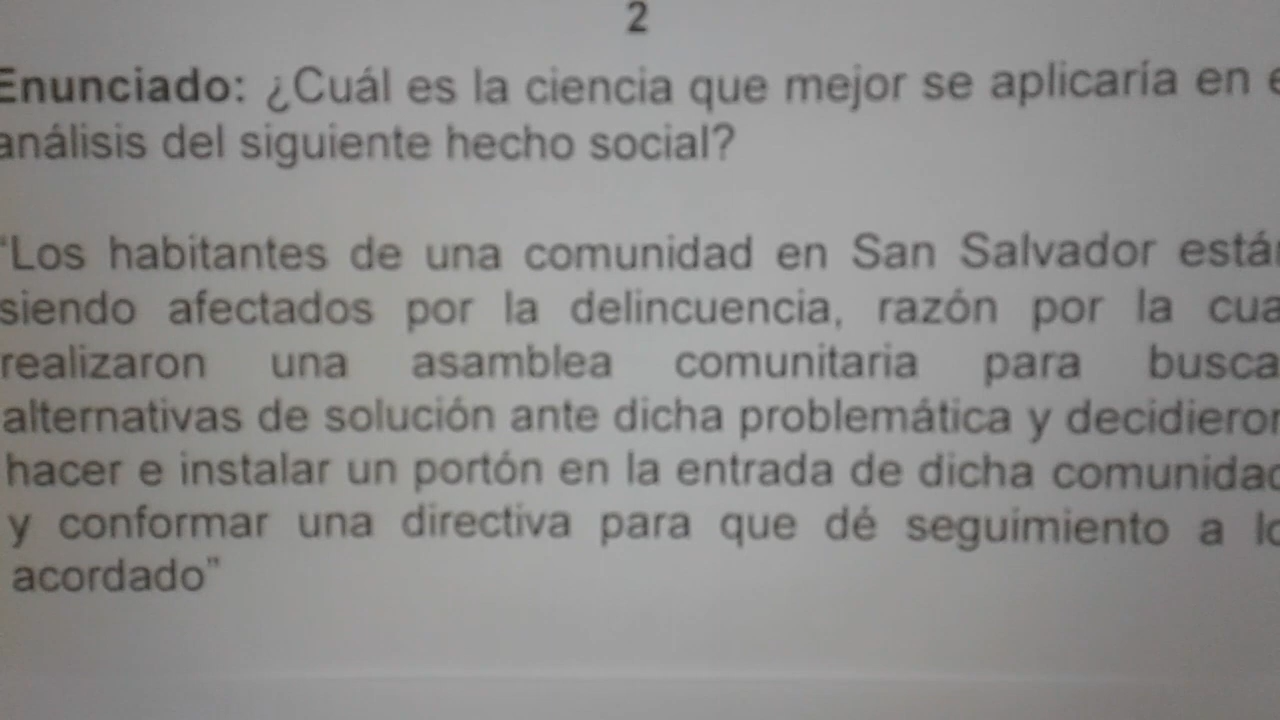 2
Enunciado: ¿Cuál es la ciencia que mejor se aplicaría en e
análisis del siguiente hecho social?
“Los habitantes de una comunidad en San Salvador están
siendo afectados por la delincuencia, razón por la cua
realizaron una asamblea comunitaria para busca
alternativas de solución ante dicha problemática y decidieron
hacer e instalar un portón en la entrada de dicha comunidad
y conformar una directiva para que dé seguimiento a lo
acordado”